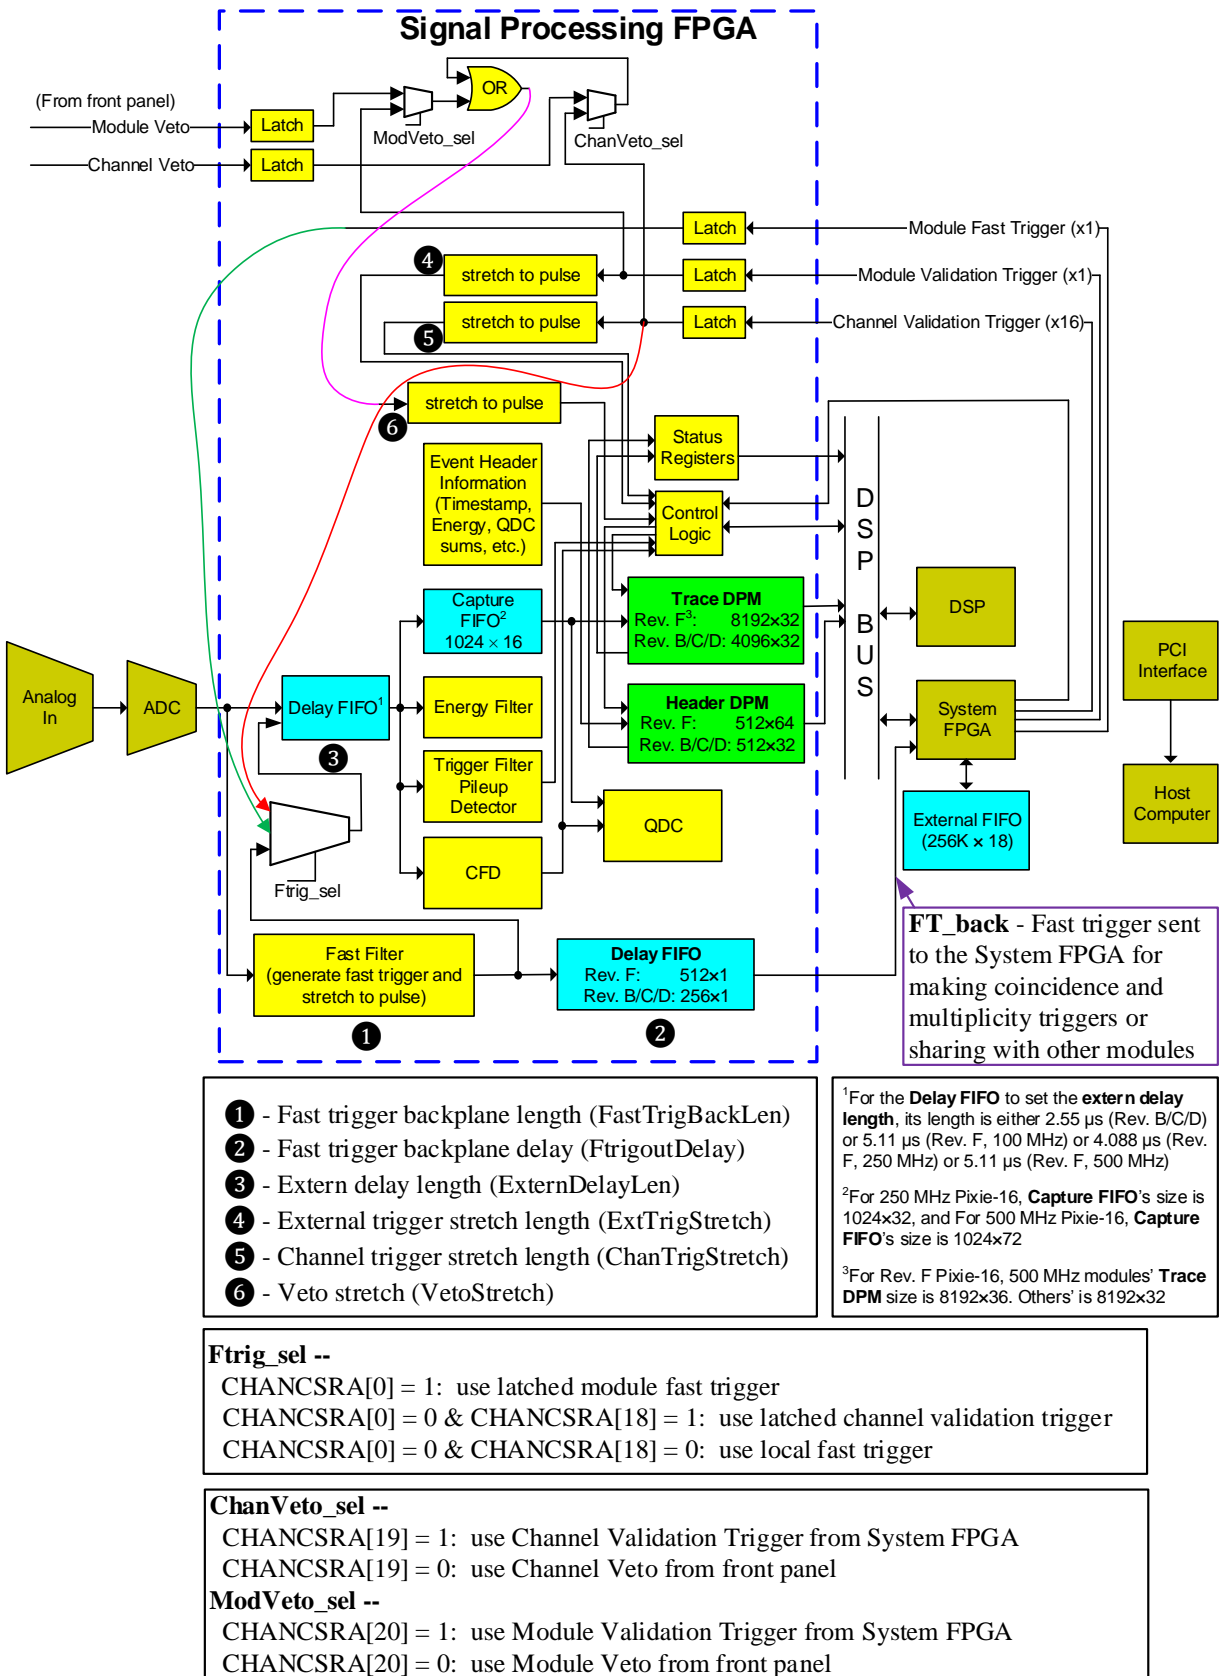 Signal Processing FPGA
OR
(From front panel)
Module Veto
Latch
ModVeto_sel
ChanVeto_sel
Channel Veto
Latch
Latch
Module Fast Trigger (x1)
4
stretch to pulse
Latch
Module Validation Trigger (x1)
stretch to pulse
Latch
Channel Validation Trigger (x16)
5
stretch to pulse
6
Status
Registers
Event Header
Information
(Timestamp,
Energy, QDC
sums, etc.)
Control
Logic
D
S
P
B
U
S
Capture
FIFO²
1024 × 16
Trace DPM
Rev. F³: 8192×32
Rev. B/C/D: 4096×32
DSP
PCI
Interface
Analog
In
ADC
Delay FIFO¹
Energy Filter
Header DPM
Rev. F: 512×64
Rev. B/C/D: 512×32
System
FPGA
3
Trigger Filter
Pileup
Detector
QDC
External FIFO
(256K × 18)
Host
Computer
CFD
Ftrig_sel
Fast Filter
(generate fast trigger and
stretch to pulse)
Delay FIFO
Rev. F: 512×1
Rev. B/C/D: 256×1
1
2
FT_back - Fast trigger sent
to the System FPGA for
making coincidence and
multiplicity triggers or
sharing with other modules
1 - Fast trigger backplane length (FastTrigBackLen)
2 - Fast trigger backplane delay (FtrigoutDelay)
3 - Extern delay length (ExternDelayLen)
4 - External trigger stretch length (ExtTrigStretch)
5 - Channel trigger stretch length (ChanTrigStretch)
6 - Veto stretch (VetoStretch)
¹For the Delay FIFO to set the extern delay
length, its length is either 2.55 µs (Rev. B/C/D)
or 5.11 µs (Rev. F, 100 MHz) or 4.088 µs (Rev.
F, 250 MHz) or 5.11 µs (Rev. F, 500 MHz)
²For 250 MHz Pixie-16, Capture FIFO's size is
1024×32, and For 500 MHz Pixie-16, Capture
FIFO's size is 1024×72
³For Rev. F Pixie-16, 500 MHz modules' Trace
DPM size is 8192×36. Others' is 8192×32
Ftrig_sel --
CHANCSRA[0] = 1: use latched module fast trigger
CHANCSRA[0] = 0 & CHANCSRA[18] = 1: use latched channel validation trigger
CHANCSRA[0] = 0 & CHANCSRA[18] = 0: use local fast trigger
ChanVeto_sel --
CHANCSRA[19] = 1: use Channel Validation Trigger from System FPGA
CHANCSRA[19] = 0: use Channel Veto from front panel
ModVeto_sel --
CHANCSRA[20] = 1: use Module Validation Trigger from System FPGA
CHANCSRA[20] = 0: use Module Veto from front panel